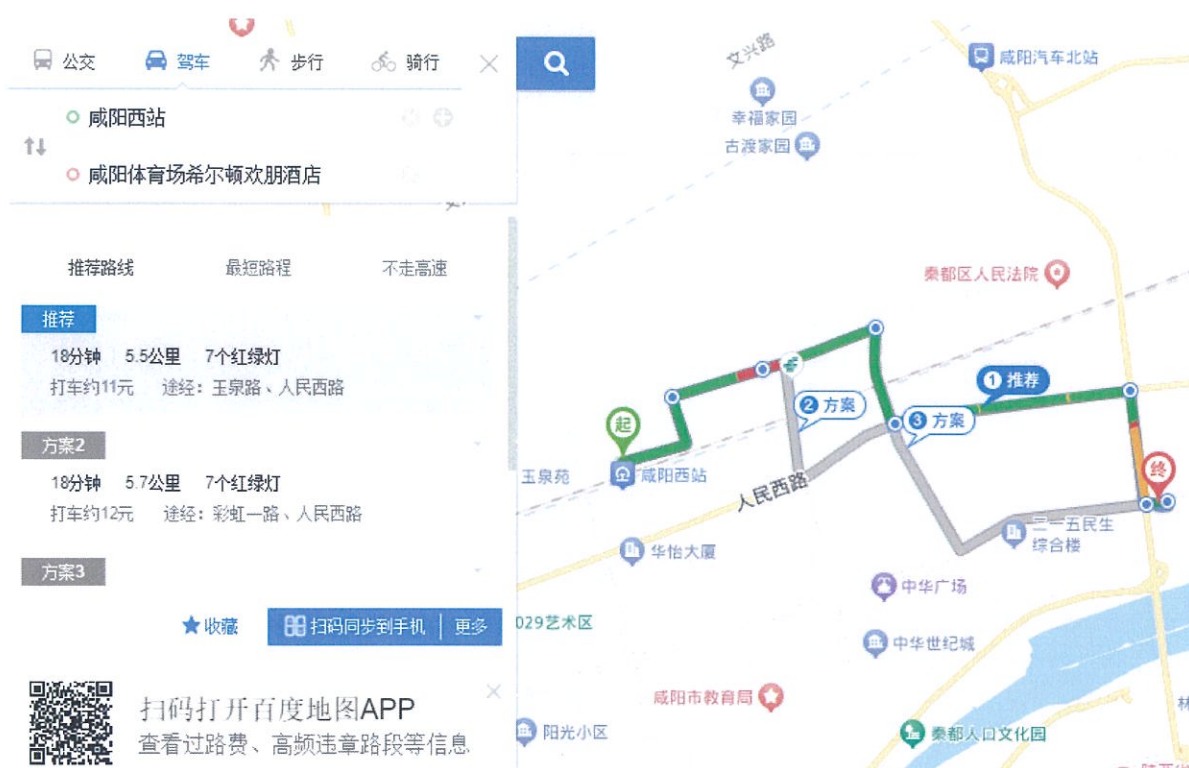 公交 驾车 步行 骑行
咸阳西站
咸阳体育场希尔顿欢朋酒店
推荐路线 最短路程 不走高速
推荐
18分钟 5.5公里 7个红绿灯
打车约11元 途经：玉泉路、人民西路
方案2
18分钟 5.7公里 7个红绿灯
打车约12元 途经：彩虹一路、人民西路
方案3
收藏 扫码同步到手机 更多
扫码打开百度地图APP
查看过路费、高频违章路段等信息
文兴路
咸阳汽车北站
幸福家园
古渡家园
秦都区人民法院
1 推荐
2 方案
3 方案
起
终
玉泉苑
咸阳西站
人民西路
二一五民生
综合楼
华怡大厦
中华广场
029艺术区
中华世纪城
咸阳市教育局
阳光小区
秦都人口文化园
林